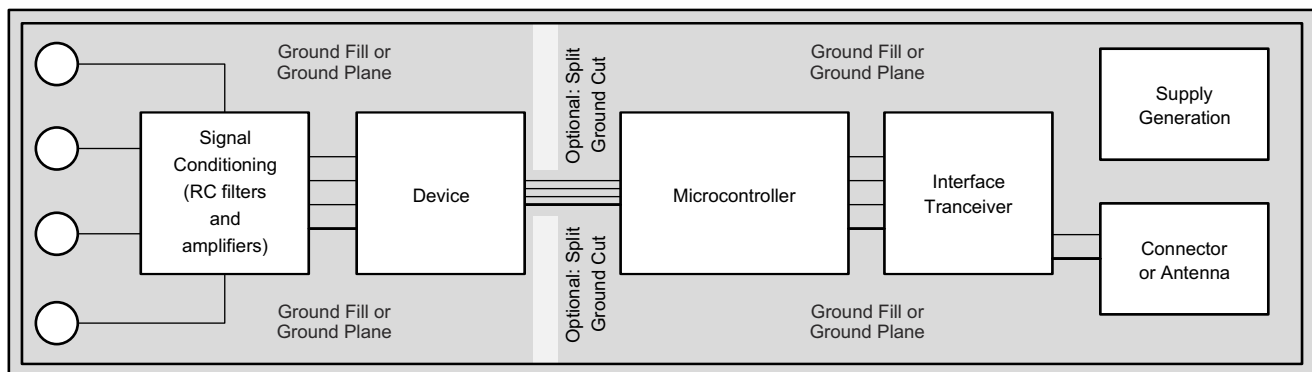 Ground Fill or
Ground Plane
Optional: Split
Ground Cut
Ground Fill or
Ground Plane
Supply
Generation
Signal
Conditioning
(RC filters
and
amplifiers)
Device
Microcontroller
Interface
Tranceiver
Connector
or Antenna
Ground Fill or
Ground Plane
Optional: Split
Ground Cut
Ground Fill or
Ground Plane